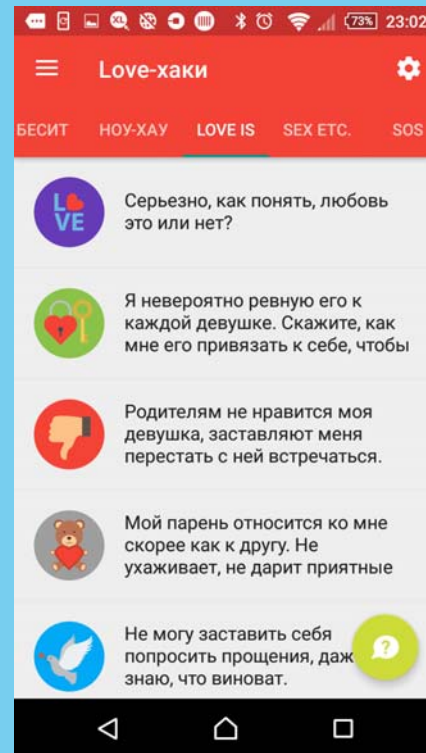 73% 23:02
Love-хаки
БЕСИТ НОУ-ХАУ LOVE IS SEX ETC. SOS
LOVE
Серьезно, как понять, любовь
это или нет?
Я невероятно ревную его к
каждой девушке. Скажите, как
мне его привязать к себе, чтобы
Родителям не нравится моя
девушка, заставляют меня
перестать с ней встречаться.
Мой парень относится ко мне
скорее как к другу. Не
ухаживает, не дарит приятные
Не могу заставить себя
попросить прощения, даж
знаю, что виноват.